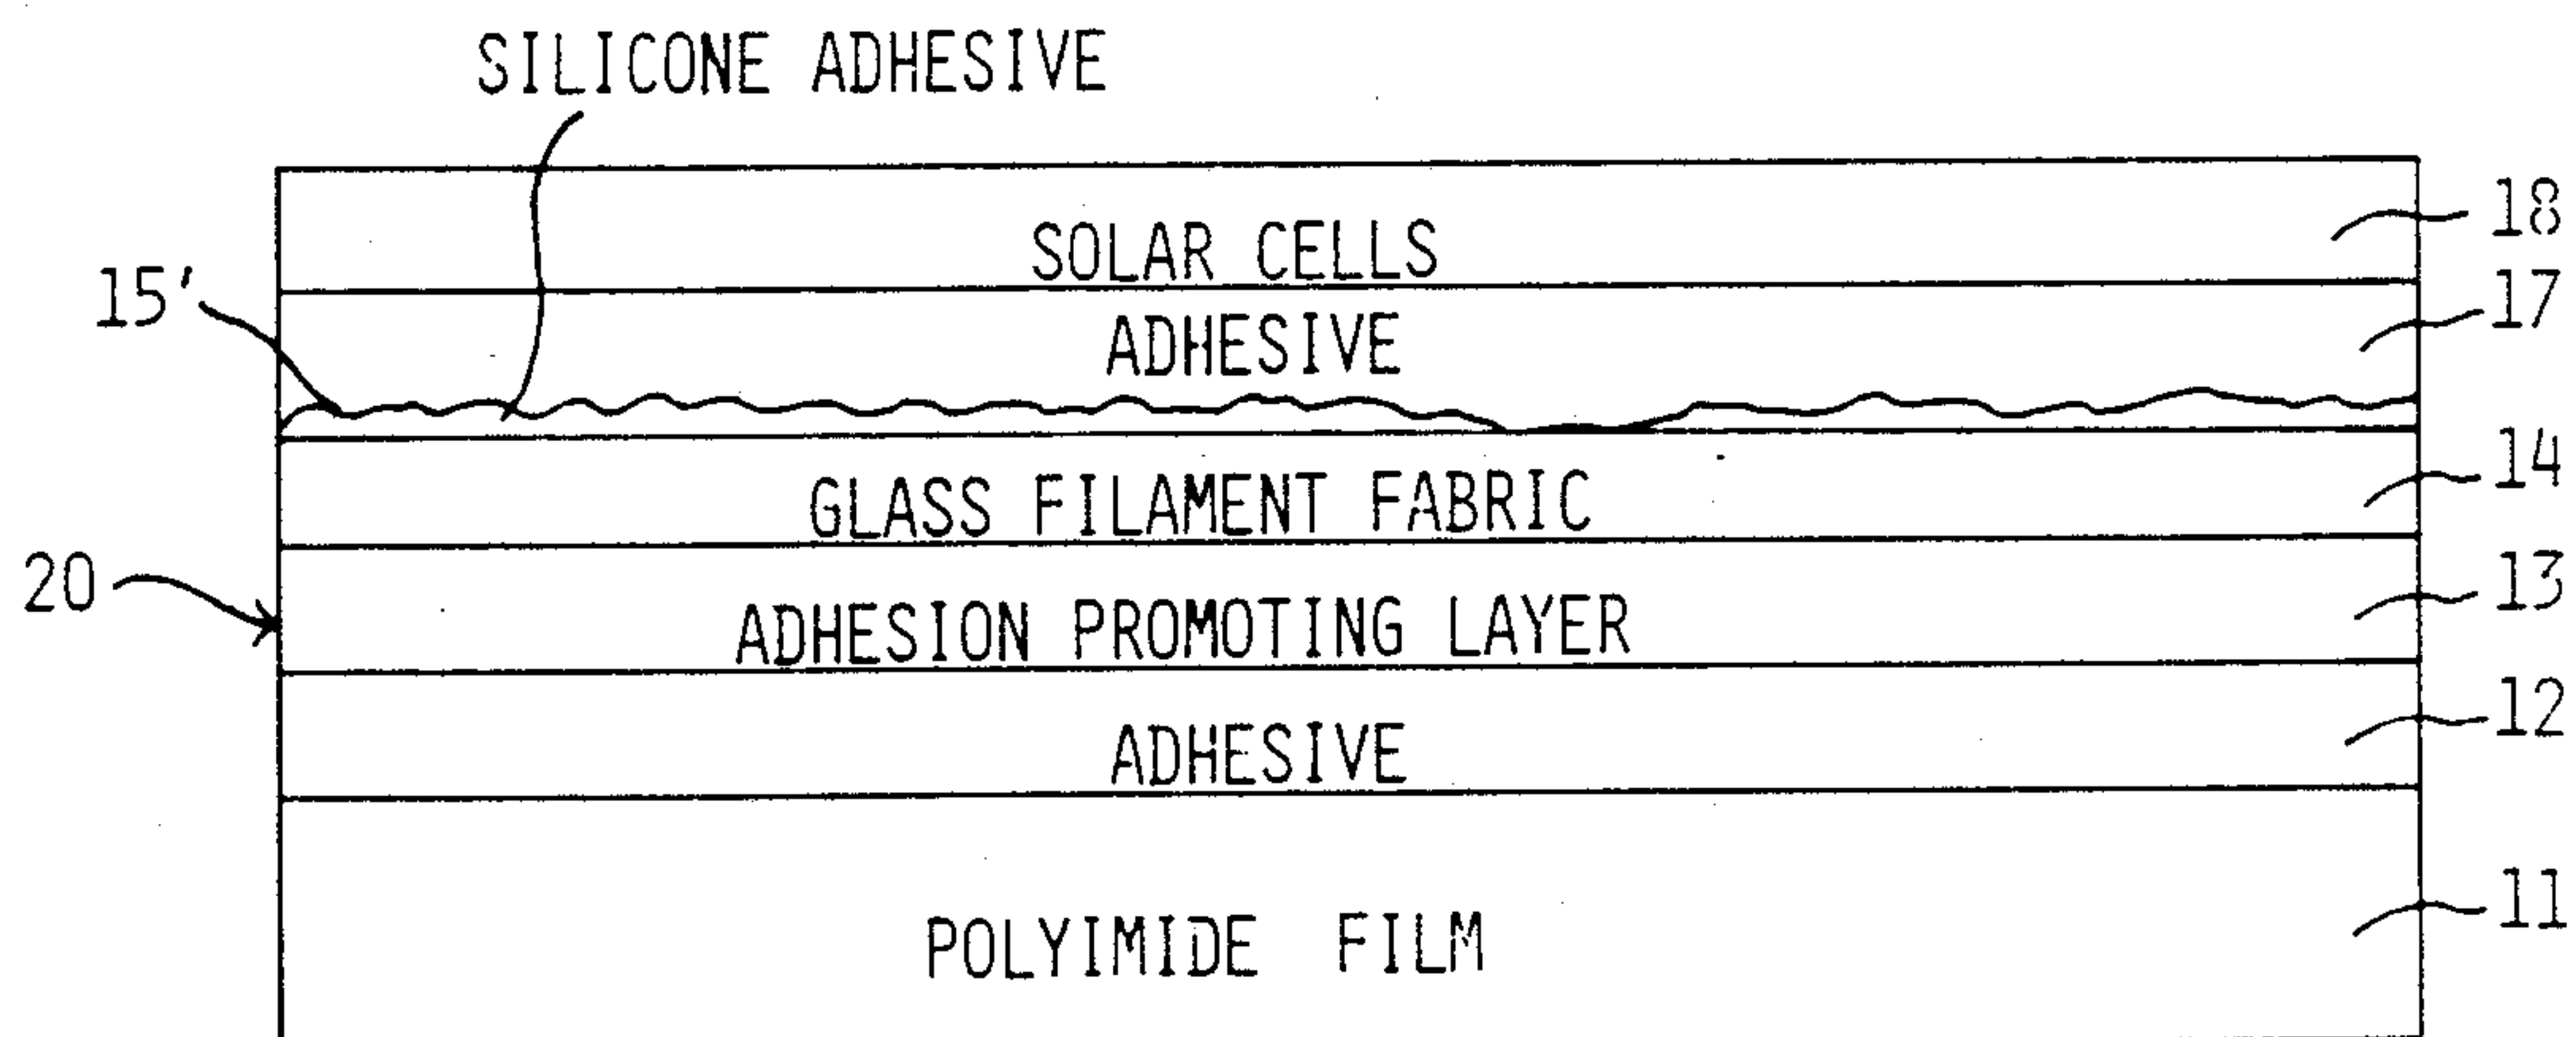 SILICONE ADHESIVE
SOLAR CELLS 18
15' ADHESIVE 17
GLASS FILAMENT FABRIC 14
20 ADHESION PROMOTING LAYER 13
ADHESIVE 12
POLYIMIDE FILM 11